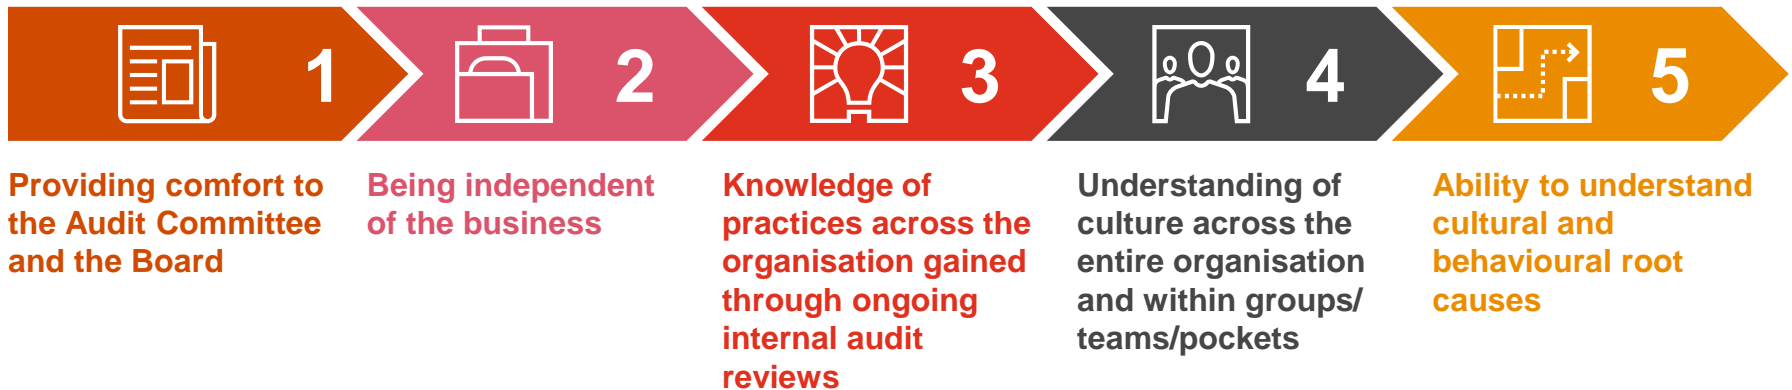 1
2
3
4
5
Providing comfort to
the Audit Committee
and the Board
Being independent
of the business
Knowledge of
practices across the
organisation gained
through ongoing
internal audit
reviews
Understanding of
culture across the
entire organisation
and within groups/
teams/pockets
Ability to understand
cultural and
behavioural root
causes